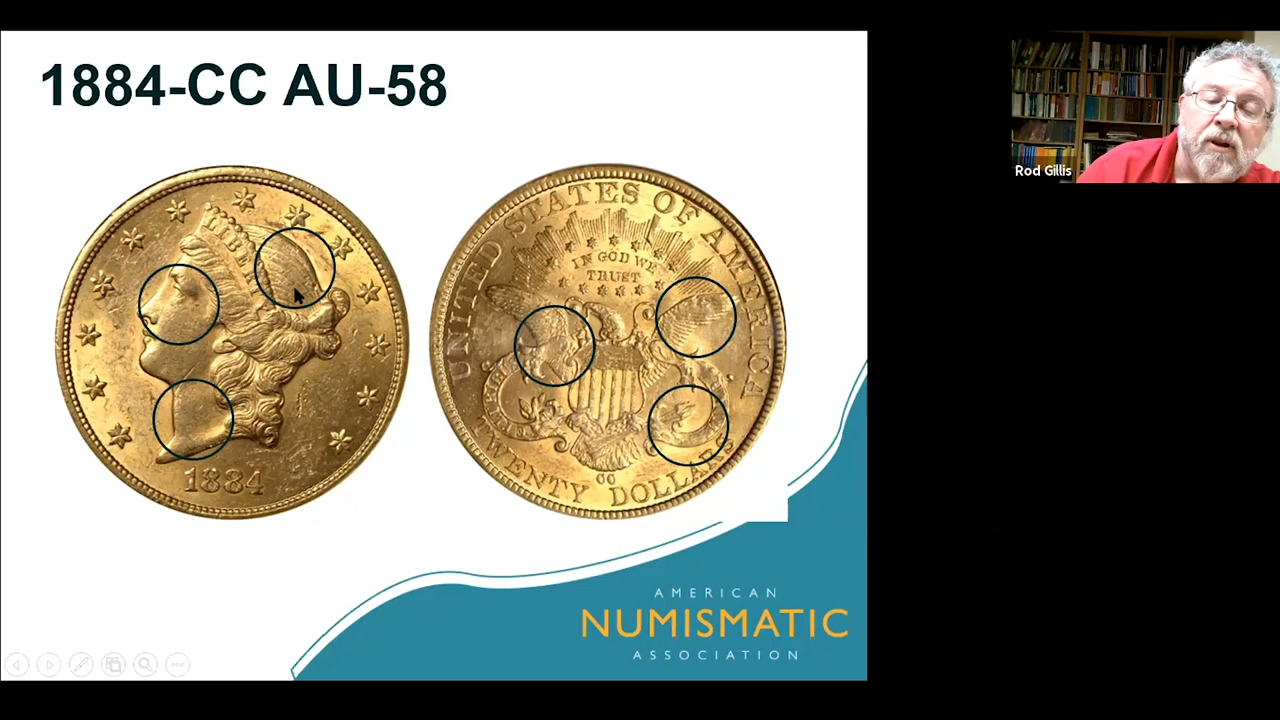 1884-CC AU-58
LIBERTY
1884
UNITED STATES OF AMERICA
IN GOD WE
TRUST
CC
TWENTY DOLLARS
AMERICAN
NUMISMATIC
ASSOCIATION
Rod Gillis